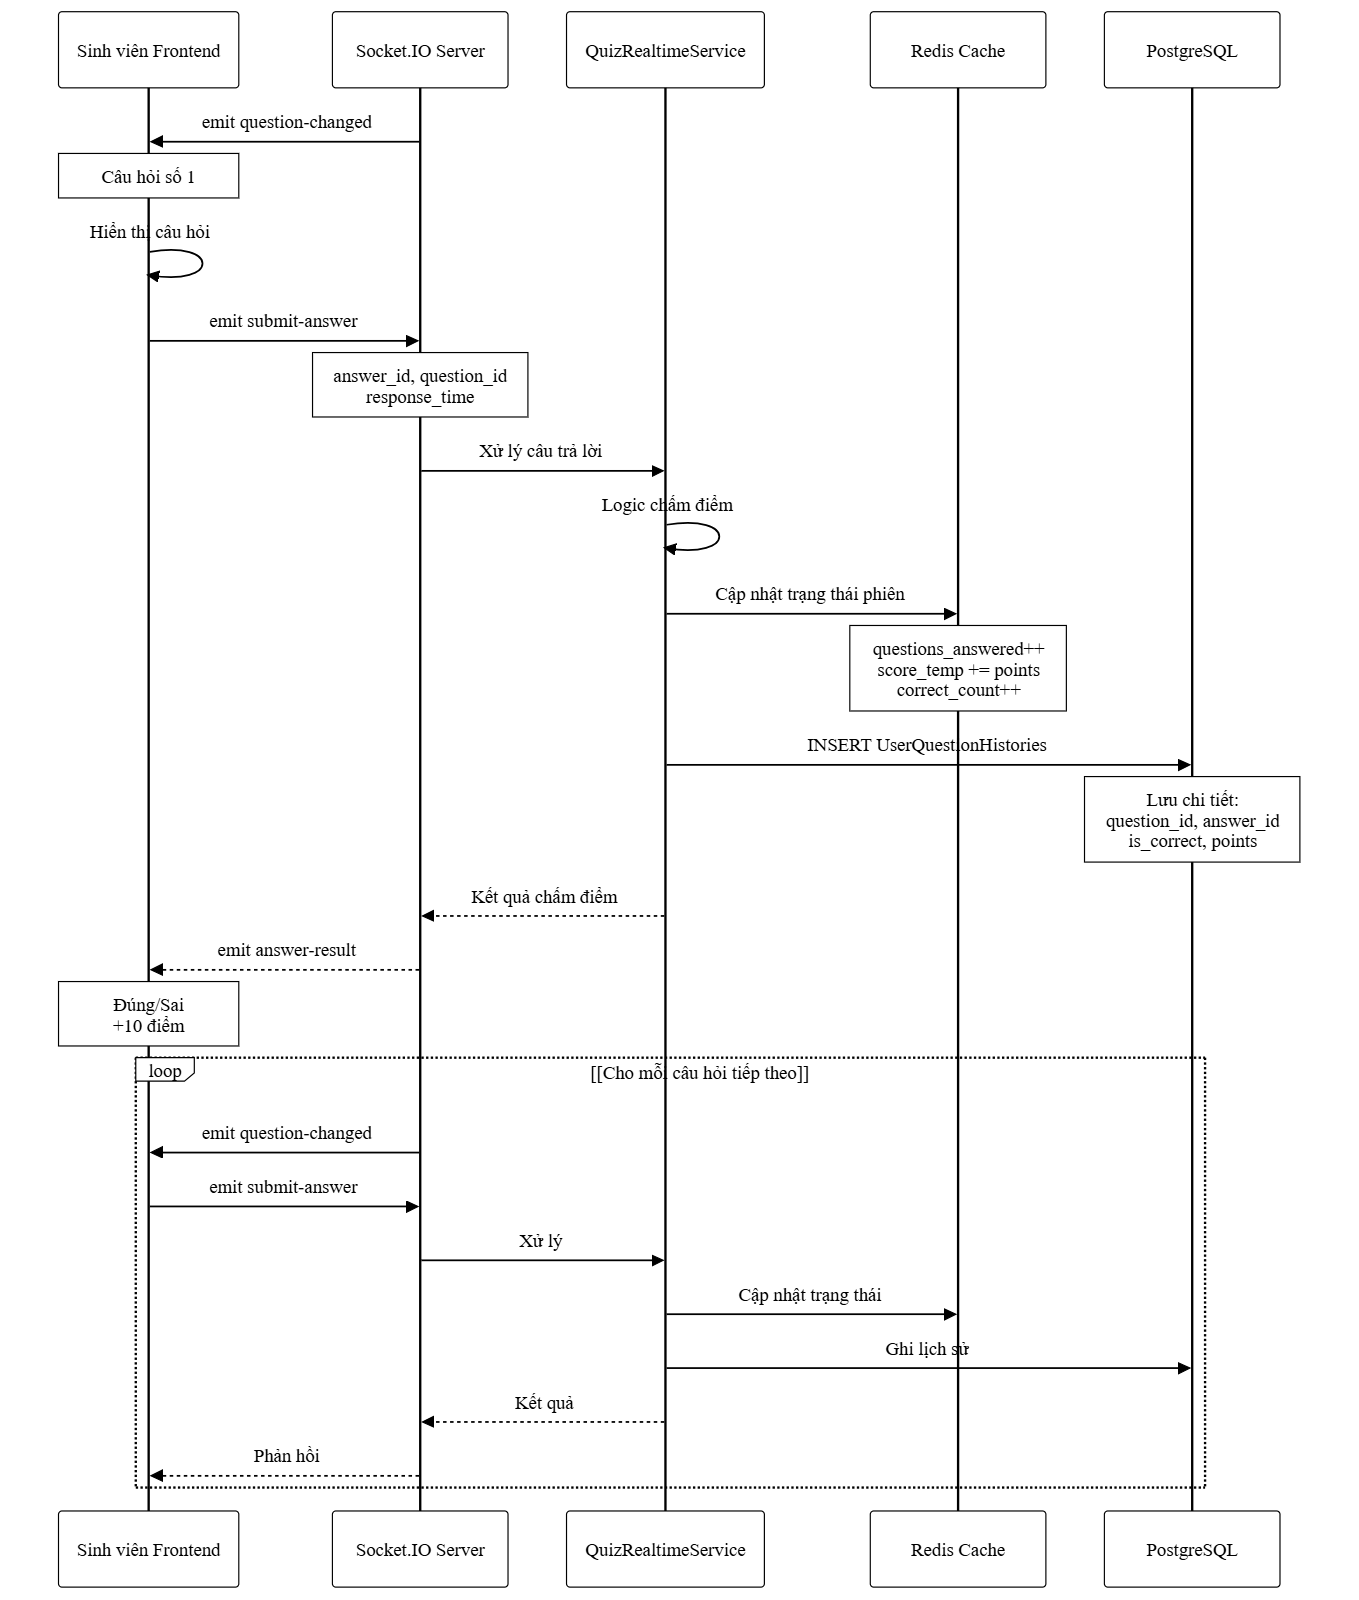 Sinh viên Frontend
Socket.IO Server
QuizRealtimeService
Redis Cache
PostgreSQL
emit question-changed
Câu hỏi số 1
Hiển thị câu hỏi
emit submit-answer
answer_id, question_id
response_time
Xử lý câu trả lời
Logic chấm điểm
Cập nhật trạng thái phiên
questions_answered++
score_temp += points
correct_count++
INSERT UserQuestionHistories
Lưu chi tiết:
question_id, answer_id
is_correct, points
Kết quả chấm điểm
emit answer-result
Đúng/Sai
+10 điểm
loop
[[Cho mỗi câu hỏi tiếp theo]]
emit question-changed
emit submit-answer
Xử lý
Cập nhật trạng thái
Ghi lịch sử
Kết quả
Phản hồi
Sinh viên Frontend
Socket.IO Server
QuizRealtimeService
Redis Cache
PostgreSQL